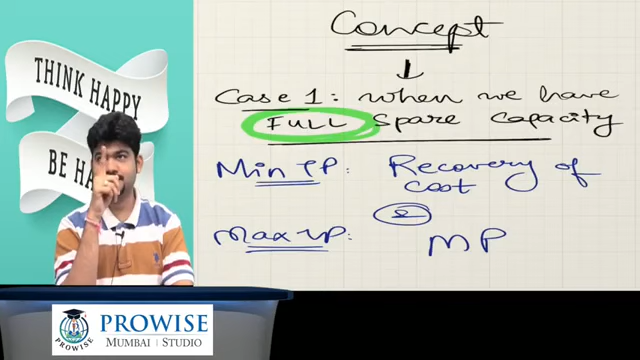 THINK HAPPY
BE HA
Concept
↓
Case 1: when we have
FULL Spare Capacity
Min TP: Recovery of
cost
Max TP: MP
PROWISE
PROWISE
MUMBAI | STUDIO